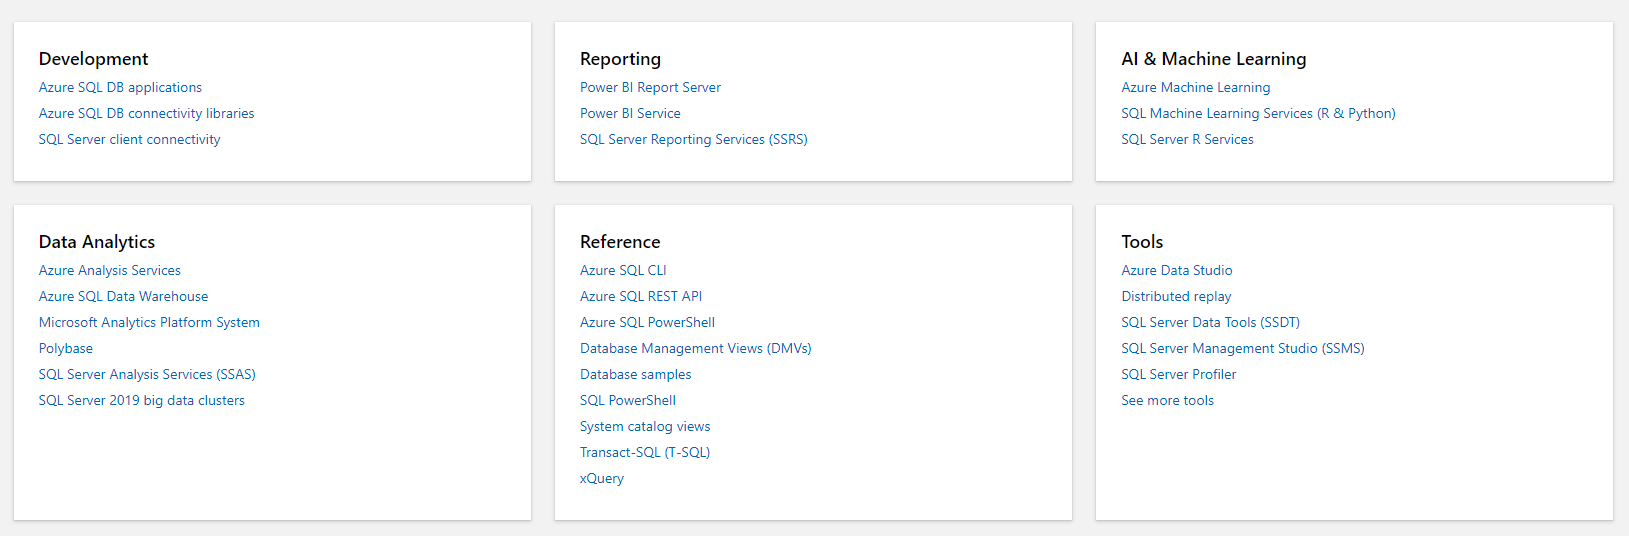 Development
Azure SQL DB applications
Azure SQL DB connectivity libraries
SQL Server client connectivity
Reporting
Power BI Report Server
Power BI Service
SQL Server Reporting Services (SSRS)
AI & Machine Learning
Azure Machine Learning
SQL Machine Learning Services (R & Python)
SQL Server R Services
Data Analytics
Azure Analysis Services
Azure SQL Data Warehouse
Microsoft Analytics Platform System
Polybase
SQL Server Analysis Services (SSAS)
SQL Server 2019 big data clusters
Reference
Azure SQL CLI
Azure SQL REST API
Azure SQL PowerShell
Database Management Views (DMVs)
Database samples
SQL PowerShell
System catalog views
Transact-SQL (T-SQL)
xQuery
Tools
Azure Data Studio
Distributed replay
SQL Server Data Tools (SSDT)
SQL Server Management Studio (SSMS)
SQL Server Profiler
See more tools